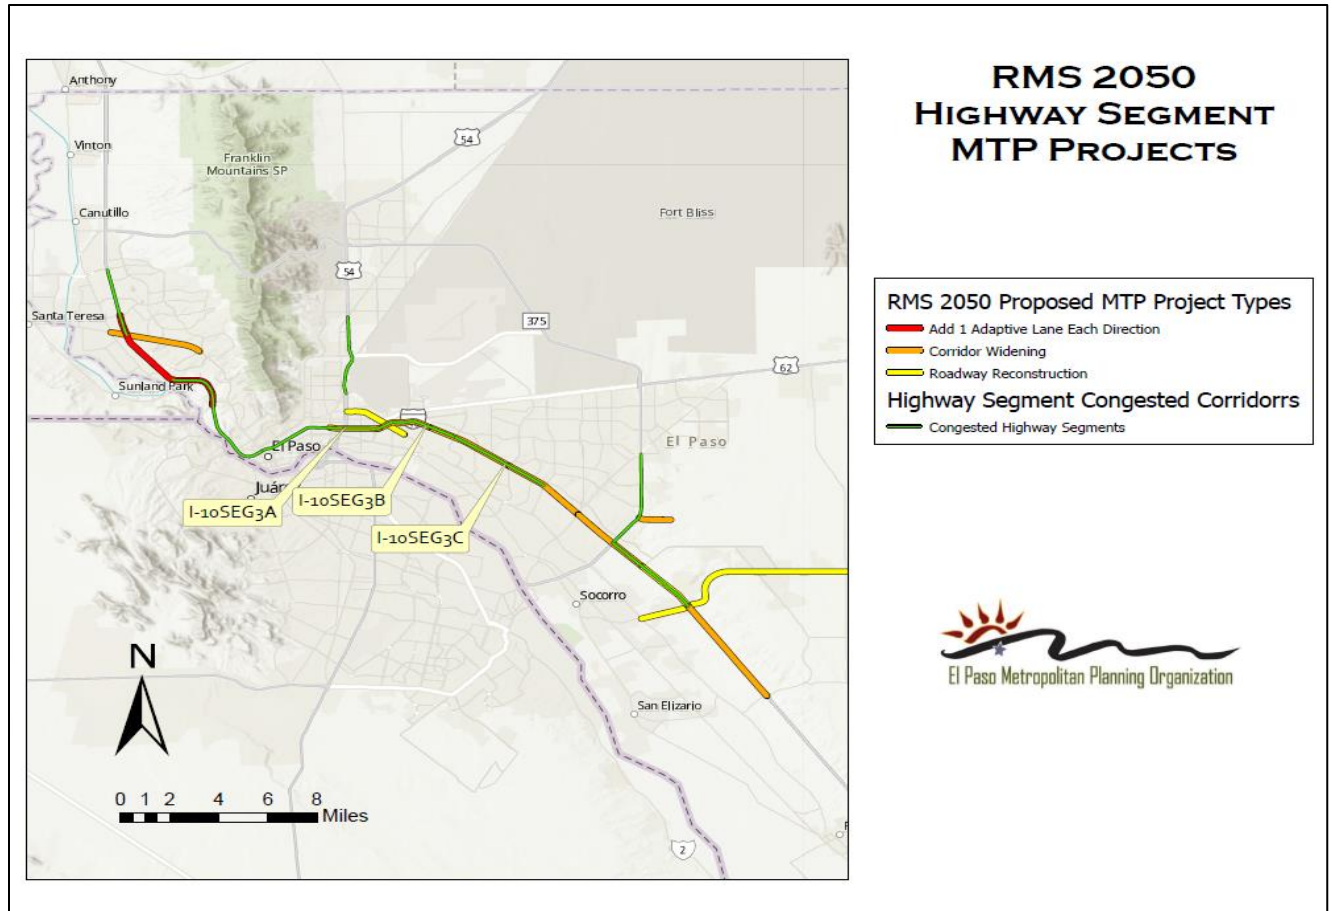 RMS 2050
HIGHWAY SEGMENT
MTP PROJECTS
Anthony
Vinton
Franklin
Mountains SP
54
Canutillo
Fort Bliss
54
Santa Teresa
375
62
Sunland Park
El Paso
El Paso
Juár
I-10SEG3A
I-10SEG3B
I-10SEG3C
Socorro
San Elizario
2
N
0 1 2 4 6 8
Miles
RMS 2050 Proposed MTP Project Types
Add 1 Adaptive Lane Each Direction
Corridor Widening
Roadway Reconstruction
Highway Segment Congested Corridorrs
Congested Highway Segments
El Paso Metropolitan Planning Organization